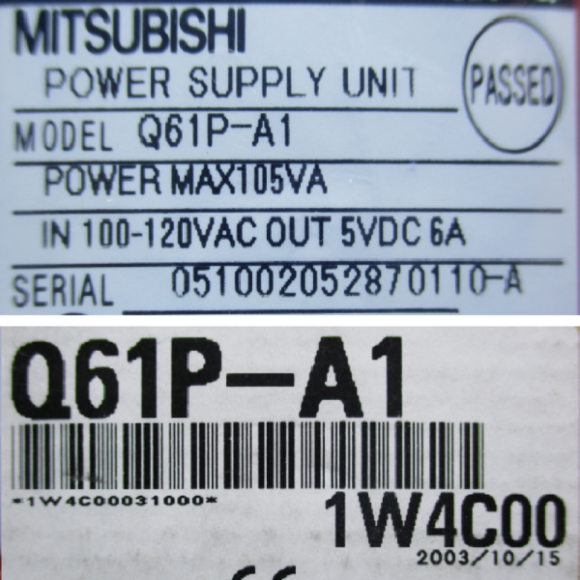 MITSUBISHI
POWER SUPPLY UNIT
PASSED
MODEL Q61P-A1
POWER MAX105VA
IN 100-120VAC OUT 5VDC 6A
SERIAL 051002052870110-A
Q61P-A1
*1W4C00031000*
1W4C00
2003/10/15